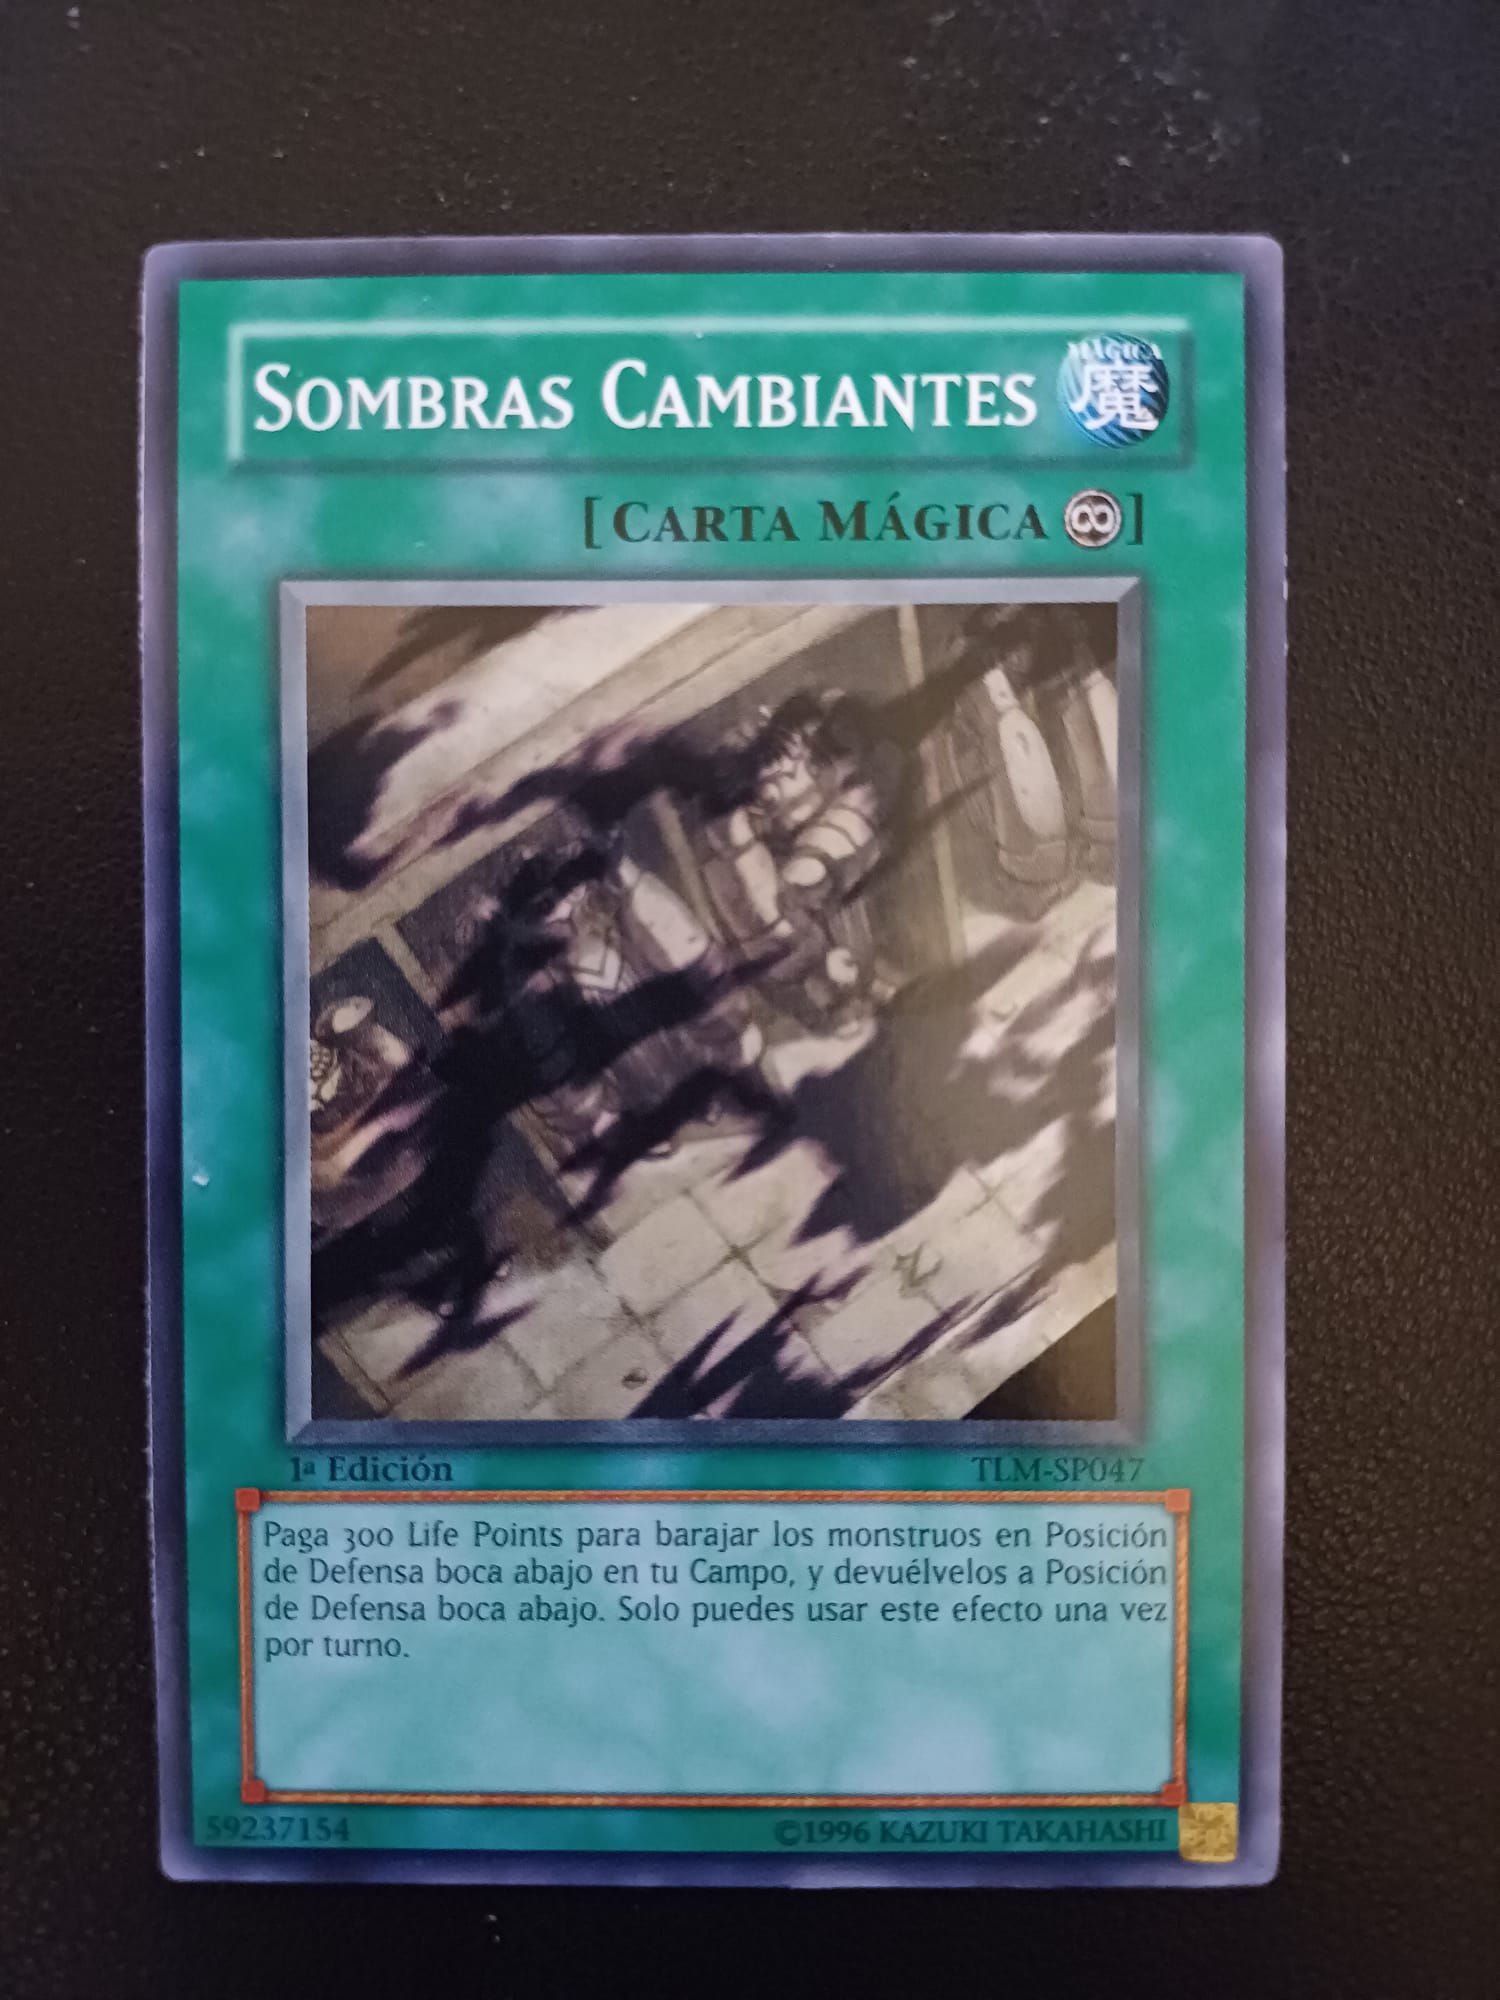 SOMBRAS CAMBIANTES
MÁGICA
魔
[CARTA MÁGICA ∞]
1ª Edición
TLM-SP047
Paga 300 Life Points para barajar los monstruos en Posición
de Defensa boca abajo en tu Campo, y devuélvelos a Posición
de Defensa boca abajo. Solo puedes usar este efecto una vez
por turno.
59237154
©1996 KAZUKI TAKAHASHI